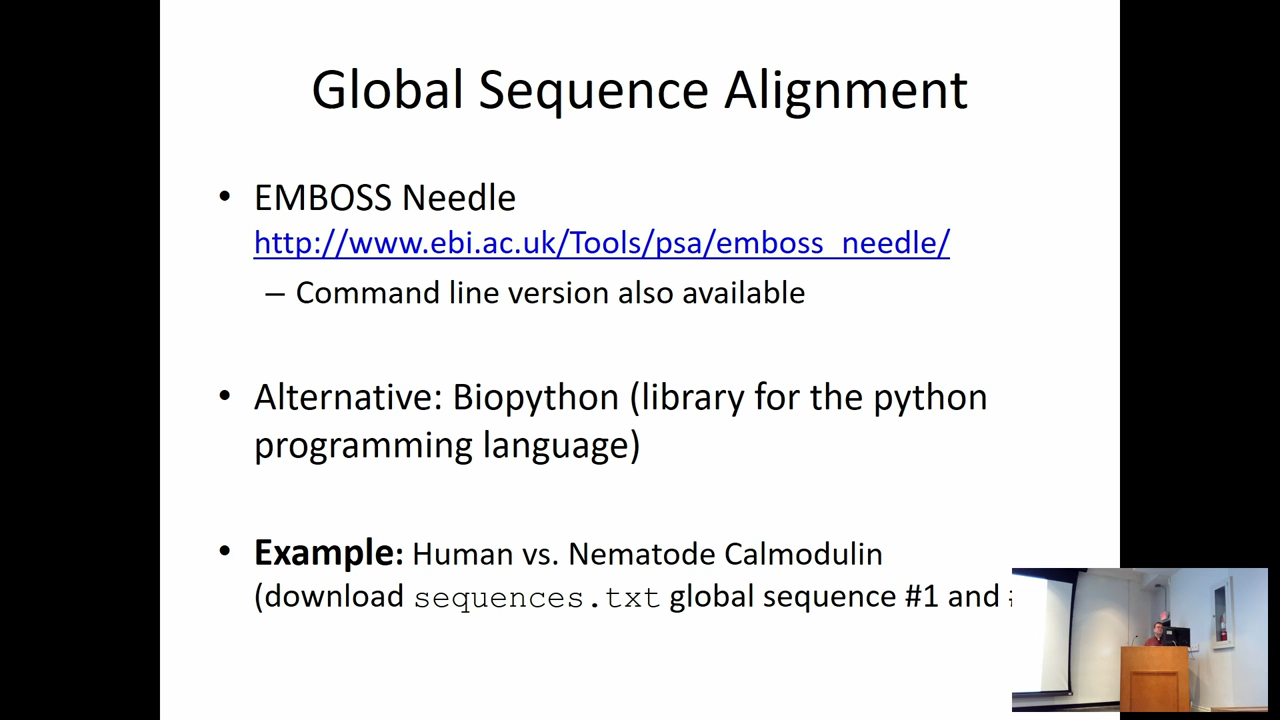 Global Sequence Alignment
• EMBOSS Needle
http://www.ebi.ac.uk/Tools/psa/emboss_needle/
– Command line version also available
• Alternative: Biopython (library for the python
programming language)
• Example: Human vs. Nematode Calmodulin
(download sequences.txt global sequence #1 and